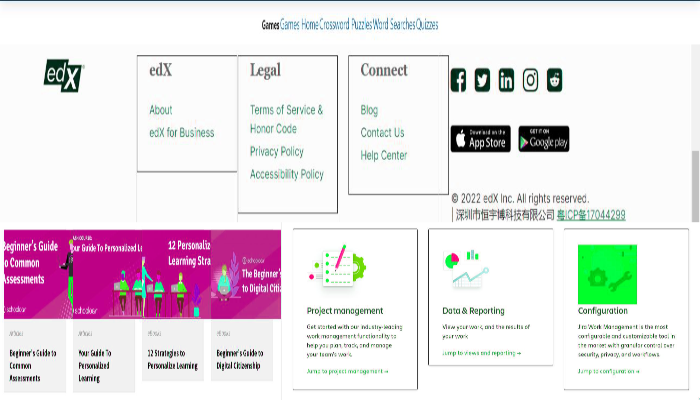 Games Games Home Crossword Puzzles Word Searches Quizzes
edX
edX
About
edX for Business
Legal
Terms of Service &
Honor Code
Privacy Policy
Accessibility Policy
Connect
Blog
Contact Us
Help Center
Download on the
App Store
GET IT ON
Google play
© 2022 edX Inc. All rights reserved.
| 深圳市恒宇博科技有限公司 粤ICP备17044299
Beginner's Guide
to Common
Assessments
Your Guide To Personalized
12 Personaliz
Learning Stra
The Beginner's
to Digital Citiz
Beginner's Guide to
Common
Assessments
Your Guide To
Personalized
Learning
12 Strategies to
Personalize Learning
Beginner's Guide to
Digital Citizenship
Project management
Get started with our industry-leading
work management functionality to
help you plan, track, and manage
your team's work.
Jump to project management →
Data & Reporting
View your work, and the results of
your work
Jump to views and reporting →
Configuration
Jira Work Management is the most
configurable and customizable tool in
the market with granular control over
security, privacy, and workflows.
Jump to configuration →